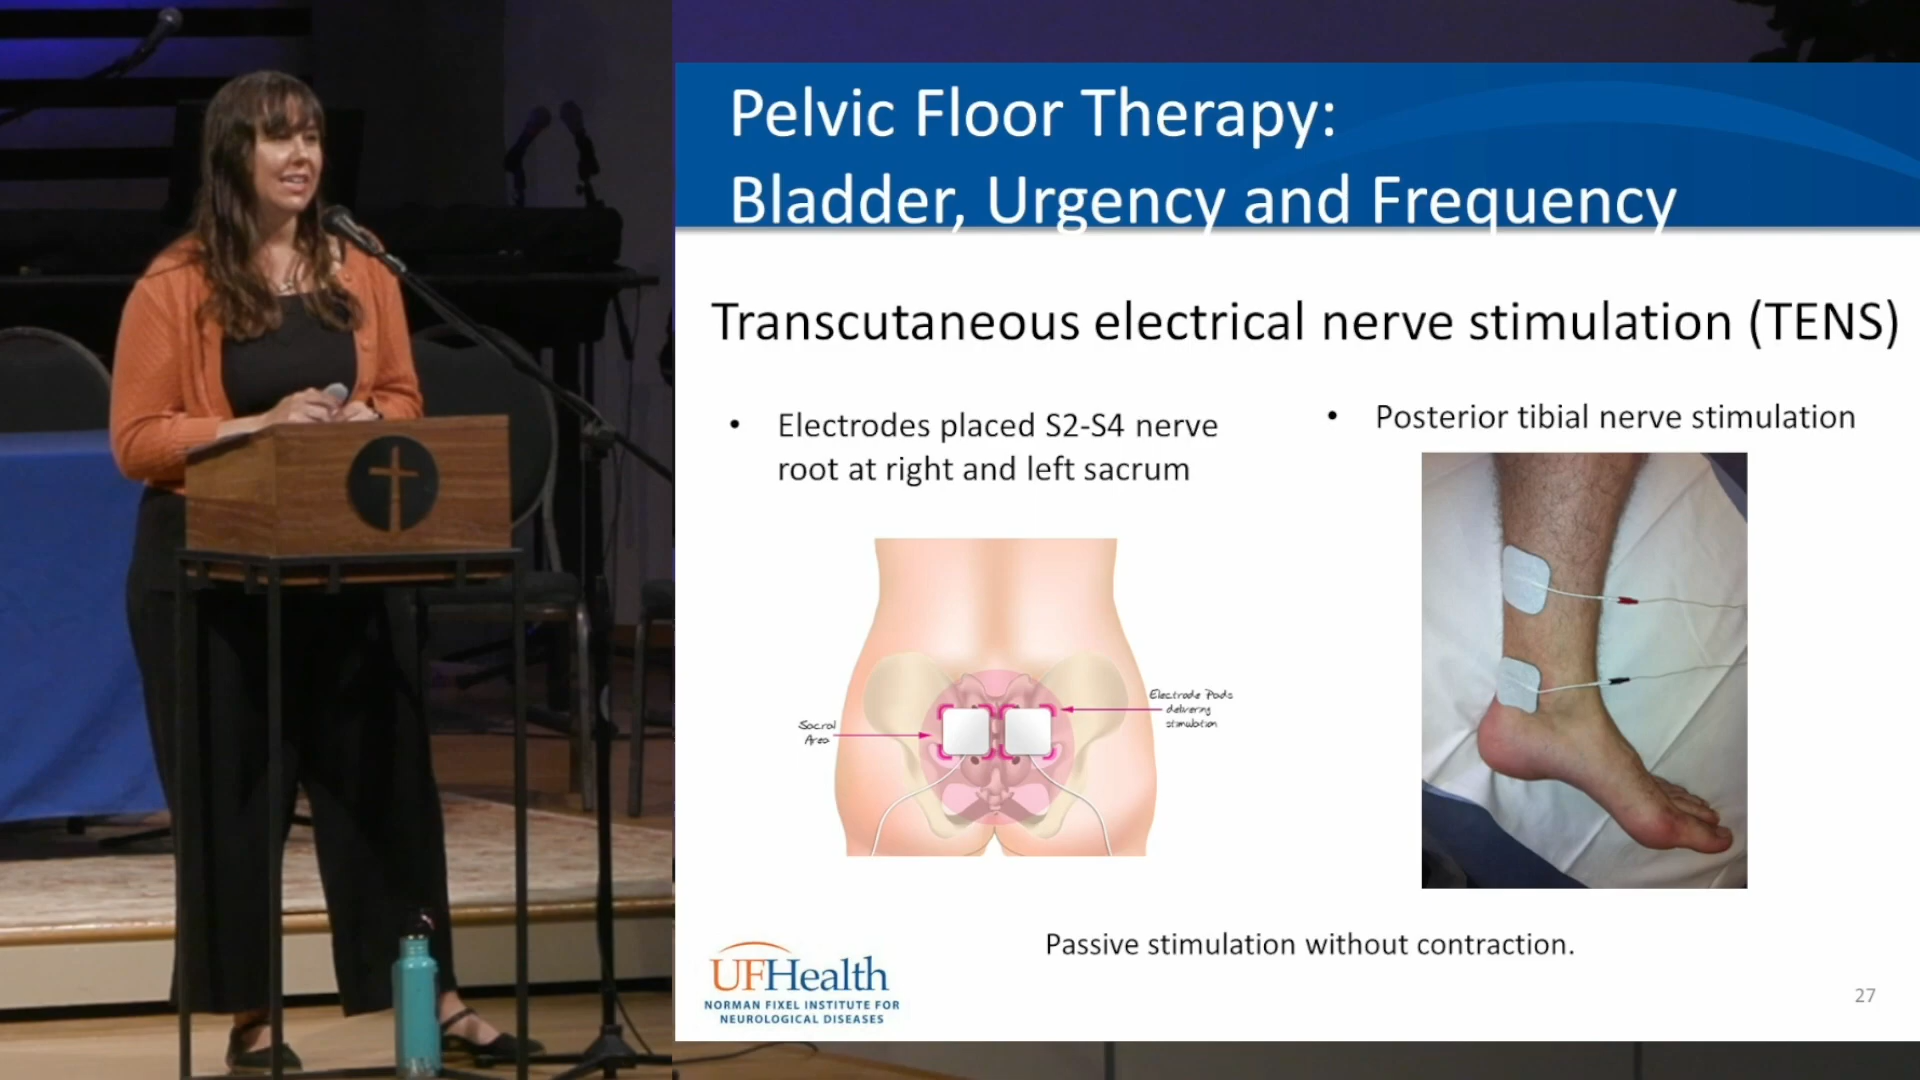 Pelvic Floor Therapy:
Bladder, Urgency and Frequency
Transcutaneous electrical nerve stimulation (TENS)
• Electrodes placed S2-S4 nerve
root at right and left sacrum
• Posterior tibial nerve stimulation
Sacral
Area
Electrode Pads
delivering
stimulation
Passive stimulation without contraction.
UFHealth
NORMAN FIXEL INSTITUTE FOR
NEUROLOGICAL DISEASES
27